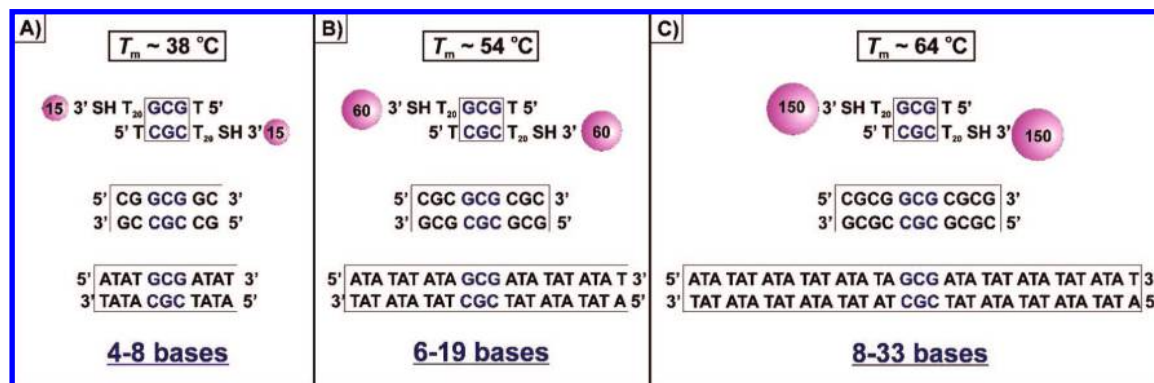 A)
Tm ~ 38 °C
15 3' SH T20 GCG T 5'
5' T CGC T20 SH 3' 15
5' CG GCG GC 3'
3' GC CGC CG 5'
5' ATAT GCG ATAT 3'
3' TATA CGC TATA 5'
4-8 bases
B)
Tm ~ 54 °C
60 3' SH T20 GCG T 5'
5' T CGC T20 SH 3' 60
5' CGC GCG CGC 3'
3' GCG CGC GCG 5'
5' ATA TAT ATA GCG ATA TAT ATA T 3'
3' TAT ATA TAT CGC TAT ATA TAT A 5'
6-19 bases
C)
Tm ~ 64 °C
150 3' SH T20 GCG T 5'
5' T CGC T20 SH 3' 150
5' CGCG GCG CGCG 3'
3' GCGC CGC GCGC 5'
5' ATA TAT ATA TAT ATA TA GCG ATA TAT ATA TAT ATA T 3'
3' TAT ATA TAT ATA TAT AT CGC TAT ATA TAT ATA TAT A 5'
8-33 bases